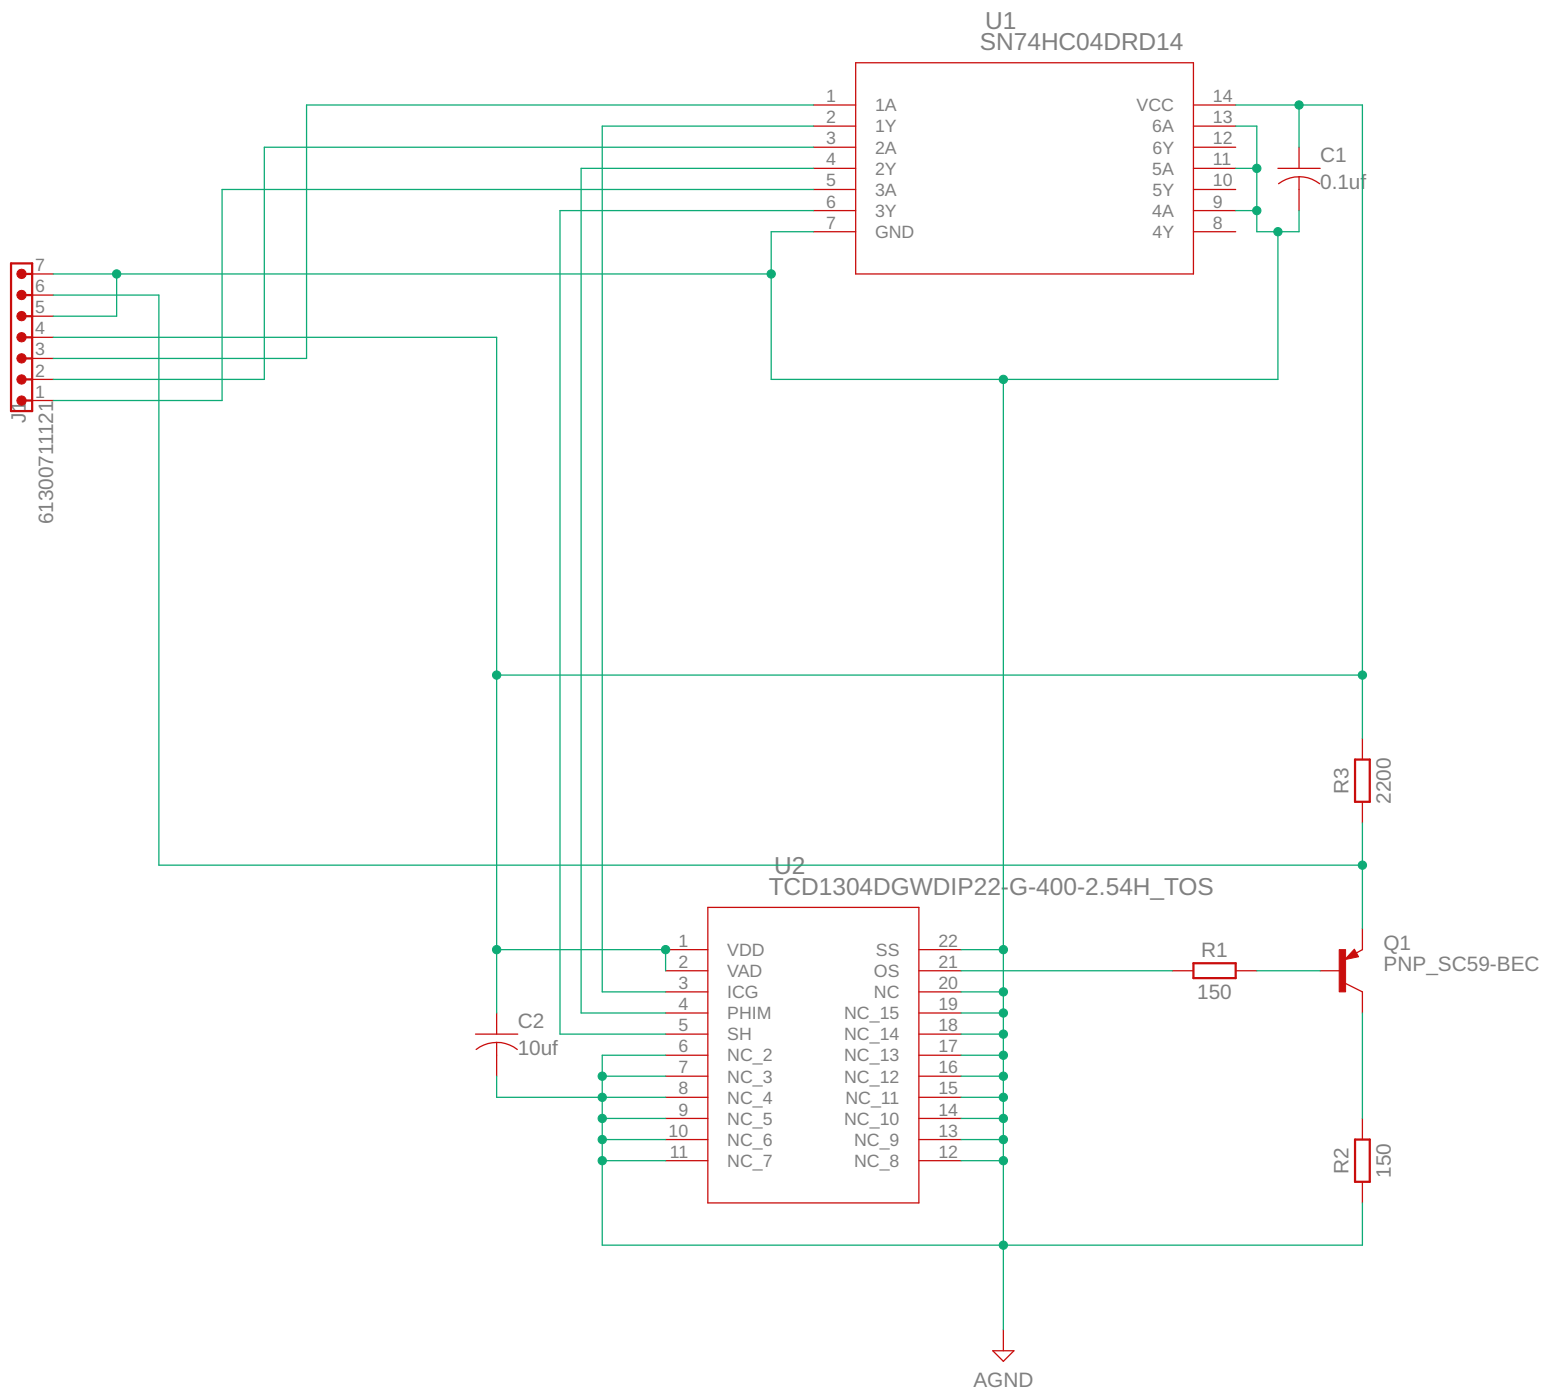 U1
SN74HC04DRD14
1 1A VCC 14
2 1Y 6A 13
3 2A 6Y 12
4 2Y 5A 11
5 3A 5Y 10
6 3Y 4A 9
7 GND 4Y 8
C1
0.1uf
7
6
5
4
3
2
1
J1
61300711121
R3
2200
U2
TCD1304DGWDIP22-G-400-2.54H_TOS
1 VDD SS 22
2 VAD OS 21
3 ICG NC 20
4 PHIM NC_15 19
5 SH NC_14 18
6 NC_2 NC_13 17
7 NC_3 NC_12 16
8 NC_4 NC_11 15
9 NC_5 NC_10 14
10 NC_6 NC_9 13
11 NC_7 NC_8 12
C2
10uf
R1
150
Q1
PNP_SC59-BEC
R2
150
AGND